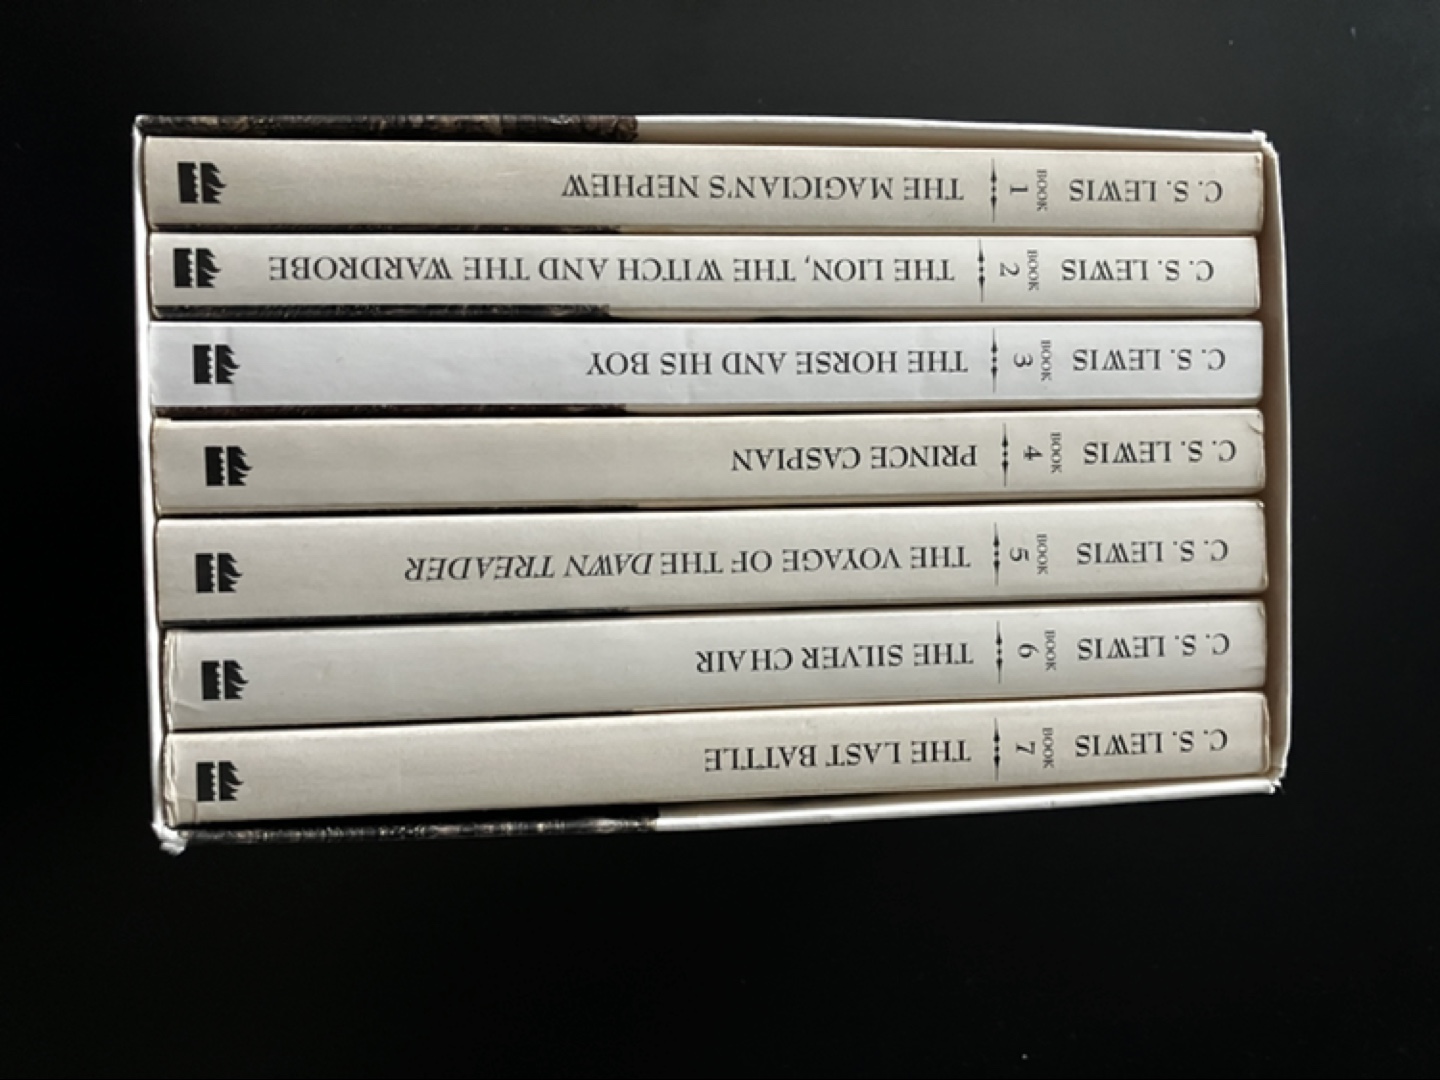 C. S. LEWIS BOOK 1 THE MAGICIAN'S NEPHEW
C. S. LEWIS BOOK 2 THE LION, THE WITCH AND THE WARDROBE
C. S. LEWIS BOOK 3 THE HORSE AND HIS BOY
C. S. LEWIS BOOK 4 PRINCE CASPIAN
C. S. LEWIS BOOK 5 THE VOYAGE OF THE DAWN TREADER
C. S. LEWIS BOOK 6 THE SILVER CHAIR
C. S. LEWIS BOOK 7 THE LAST BATTLE